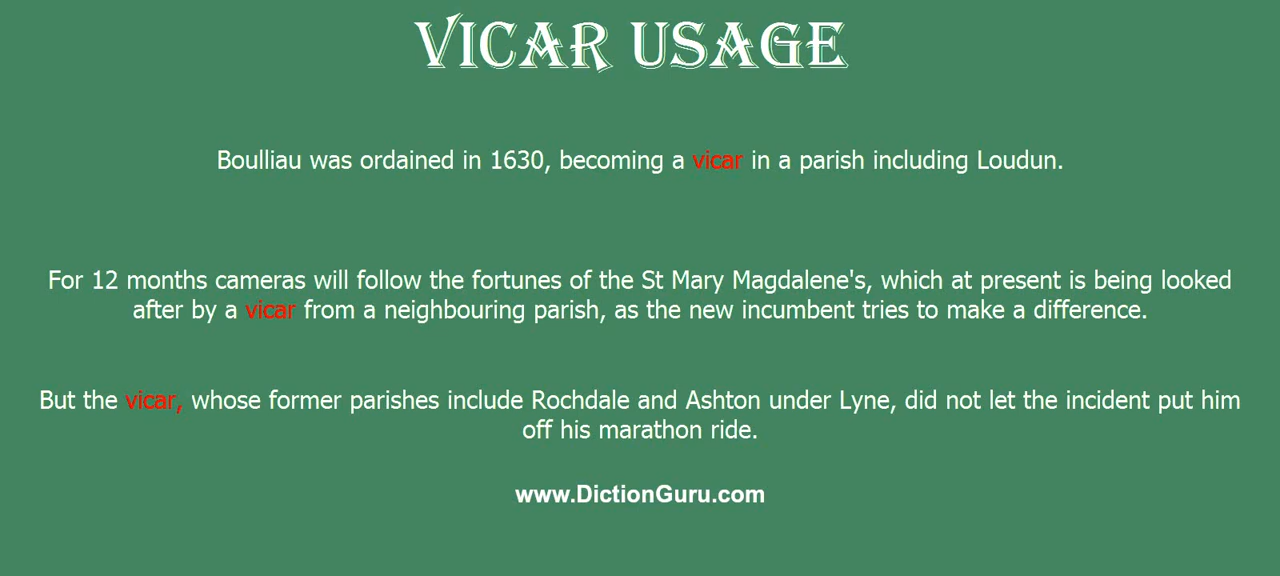 VICAR USAGE
Boulliau was ordained in 1630, becoming a vicar in a parish including Loudun.
For 12 months cameras will follow the fortunes of the St Mary Magdalene's, which at present is being looked
after by a vicar from a neighbouring parish, as the new incumbent tries to make a difference.
But the vicar, whose former parishes include Rochdale and Ashton under Lyne, did not let the incident put him
off his marathon ride.
www.DictionGuru.com